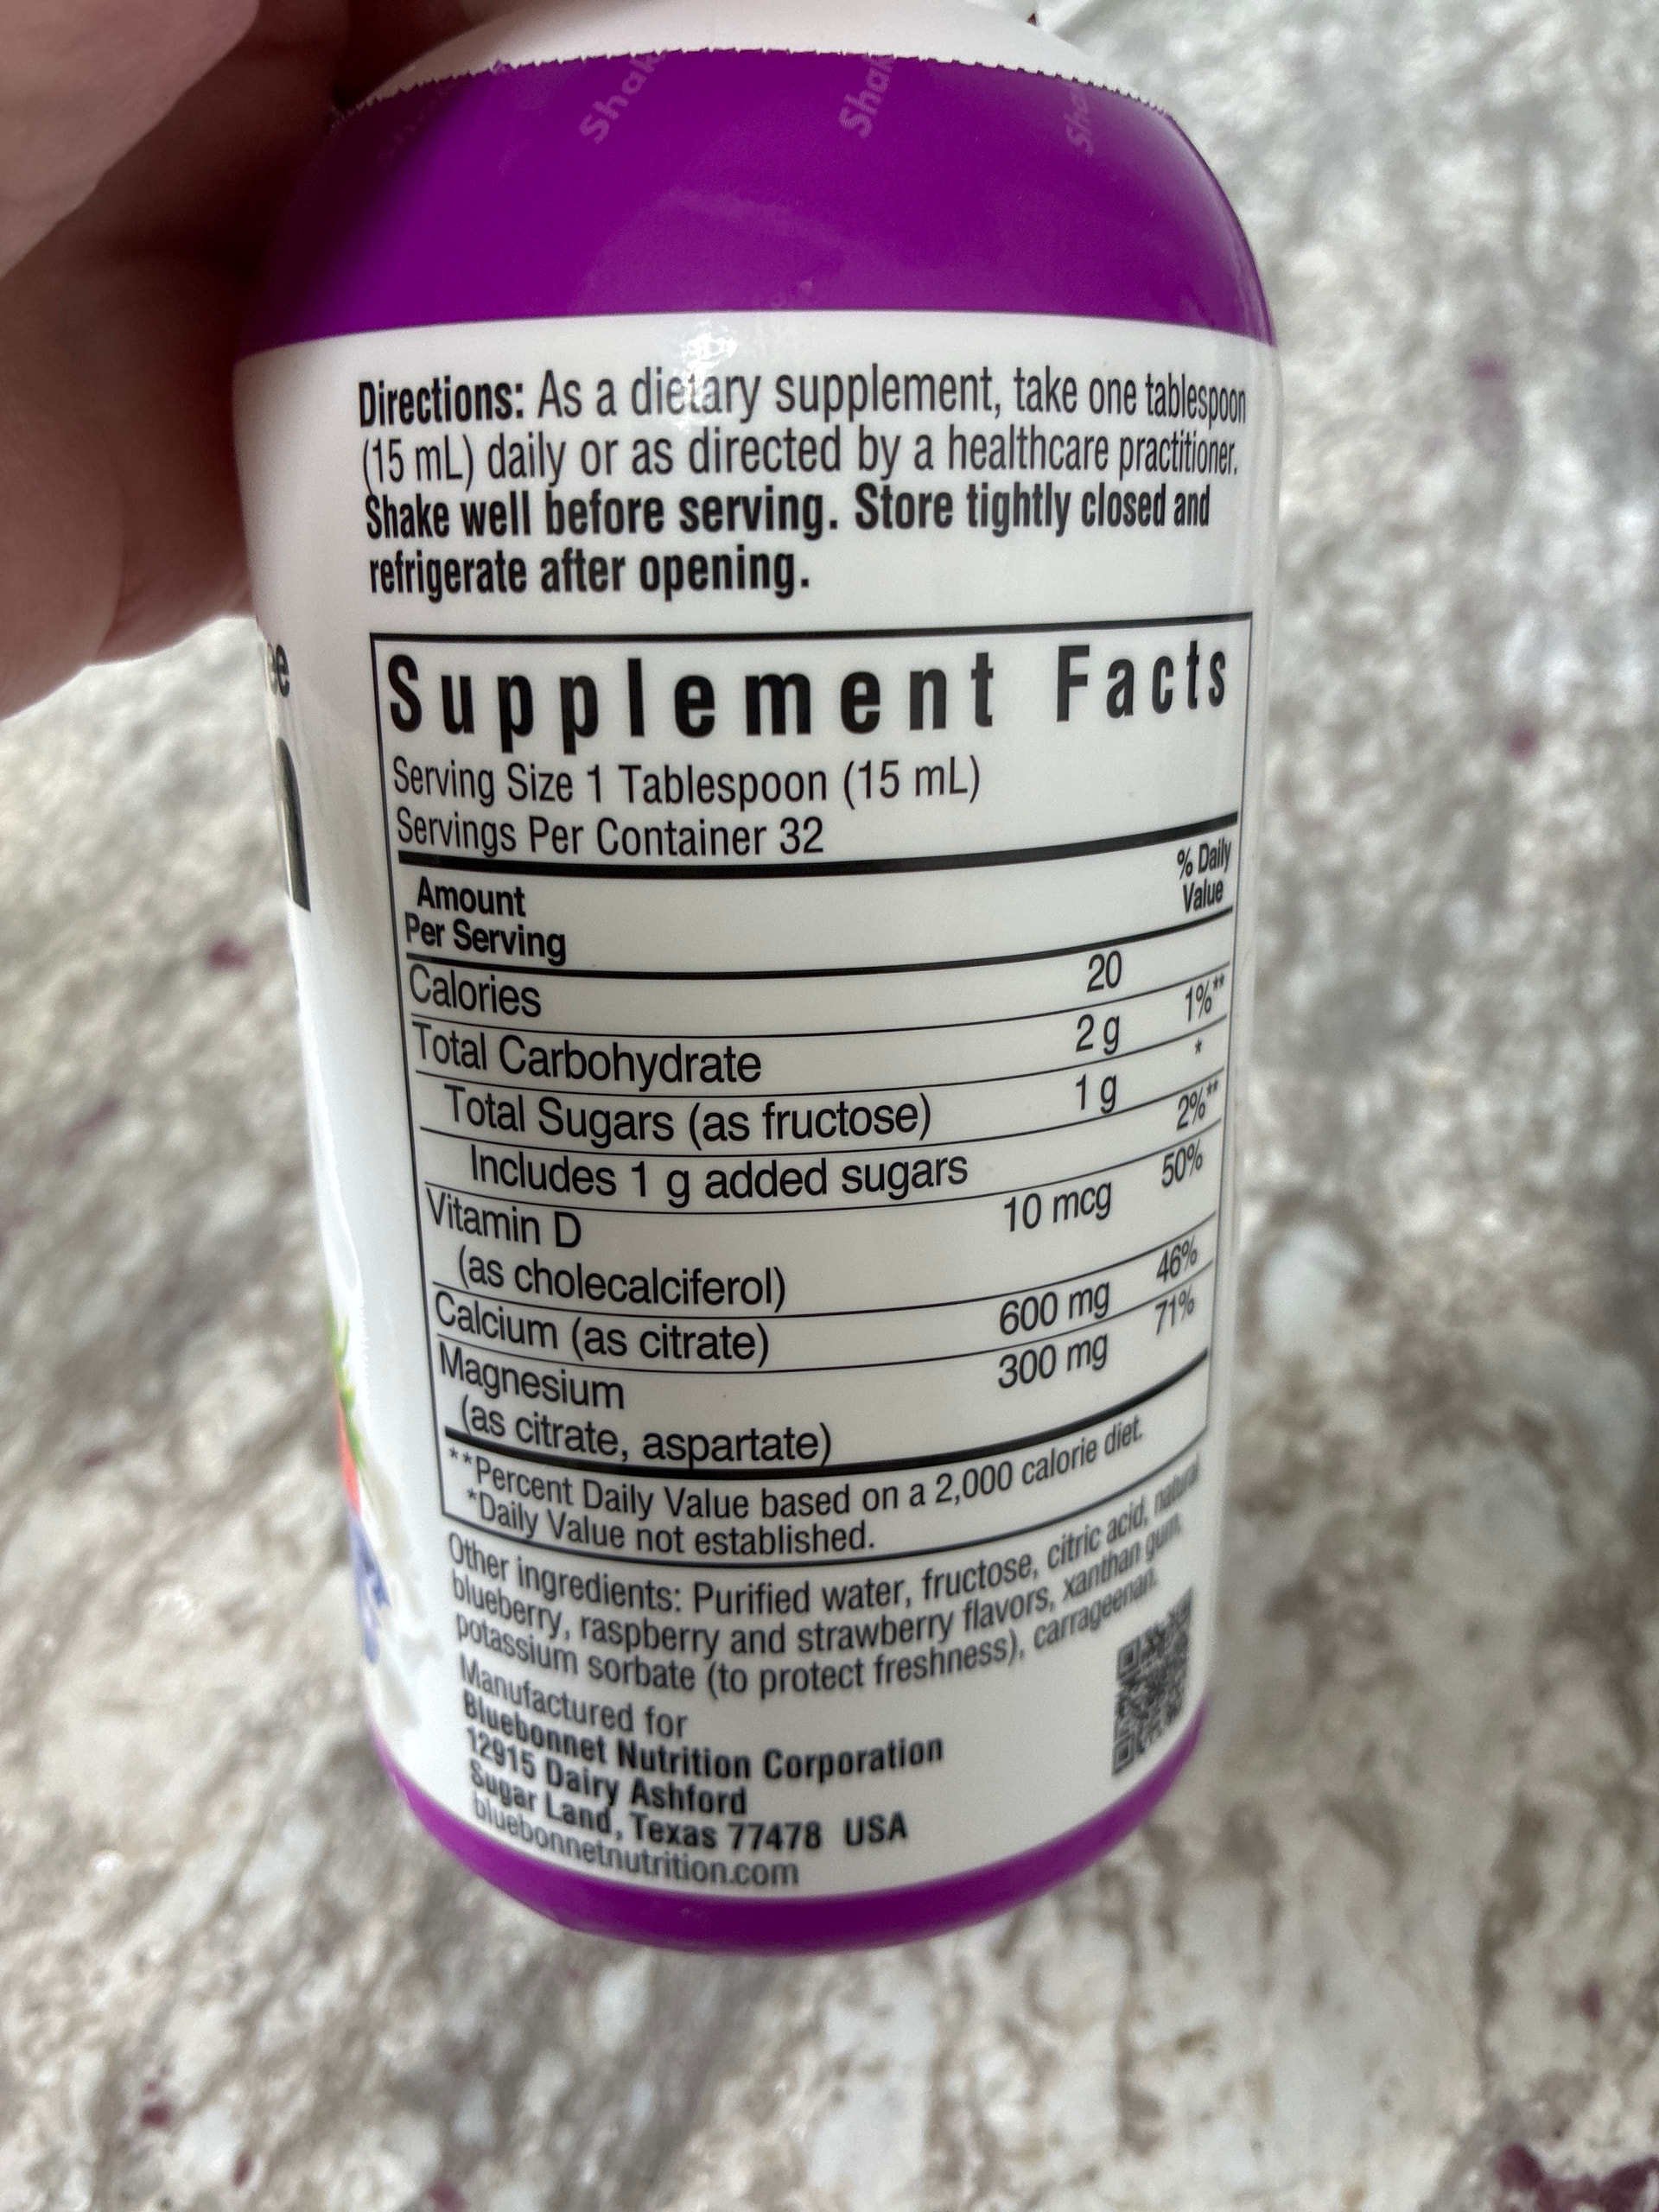 Shak Shak Sha
Directions: As a dietary supplement, take one tablespoon
(15 mL) daily or as directed by a healthcare practitioner.
Shake well before serving. Store tightly closed and
refrigerate after opening.
Supplement Facts
Serving Size 1 Tablespoon (15 mL)
Servings Per Container 32
Amount
Per Serving
% Daily
Value
Calories 20
Total Carbohydrate 2 g 1%**
Total Sugars (as fructose) 1 g *
Includes 1 g added sugars 2%**
Vitamin D 10 mcg 50%
(as cholecalciferol)
Calcium (as citrate) 600 mg 46%
Magnesium 300 mg 71%
(as citrate, aspartate)
**Percent Daily Value based on a 2,000 calorie diet.
*Daily Value not established.
Other ingredients: Purified water, fructose, citric acid, natural
blueberry, raspberry and strawberry flavors, xanthan gum,
potassium sorbate (to protect freshness), carrageenan.
Manufactured for
Bluebonnet Nutrition Corporation
12915 Dairy Ashford
Sugar Land, Texas 77478 USA
bluebonnetnutrition.com